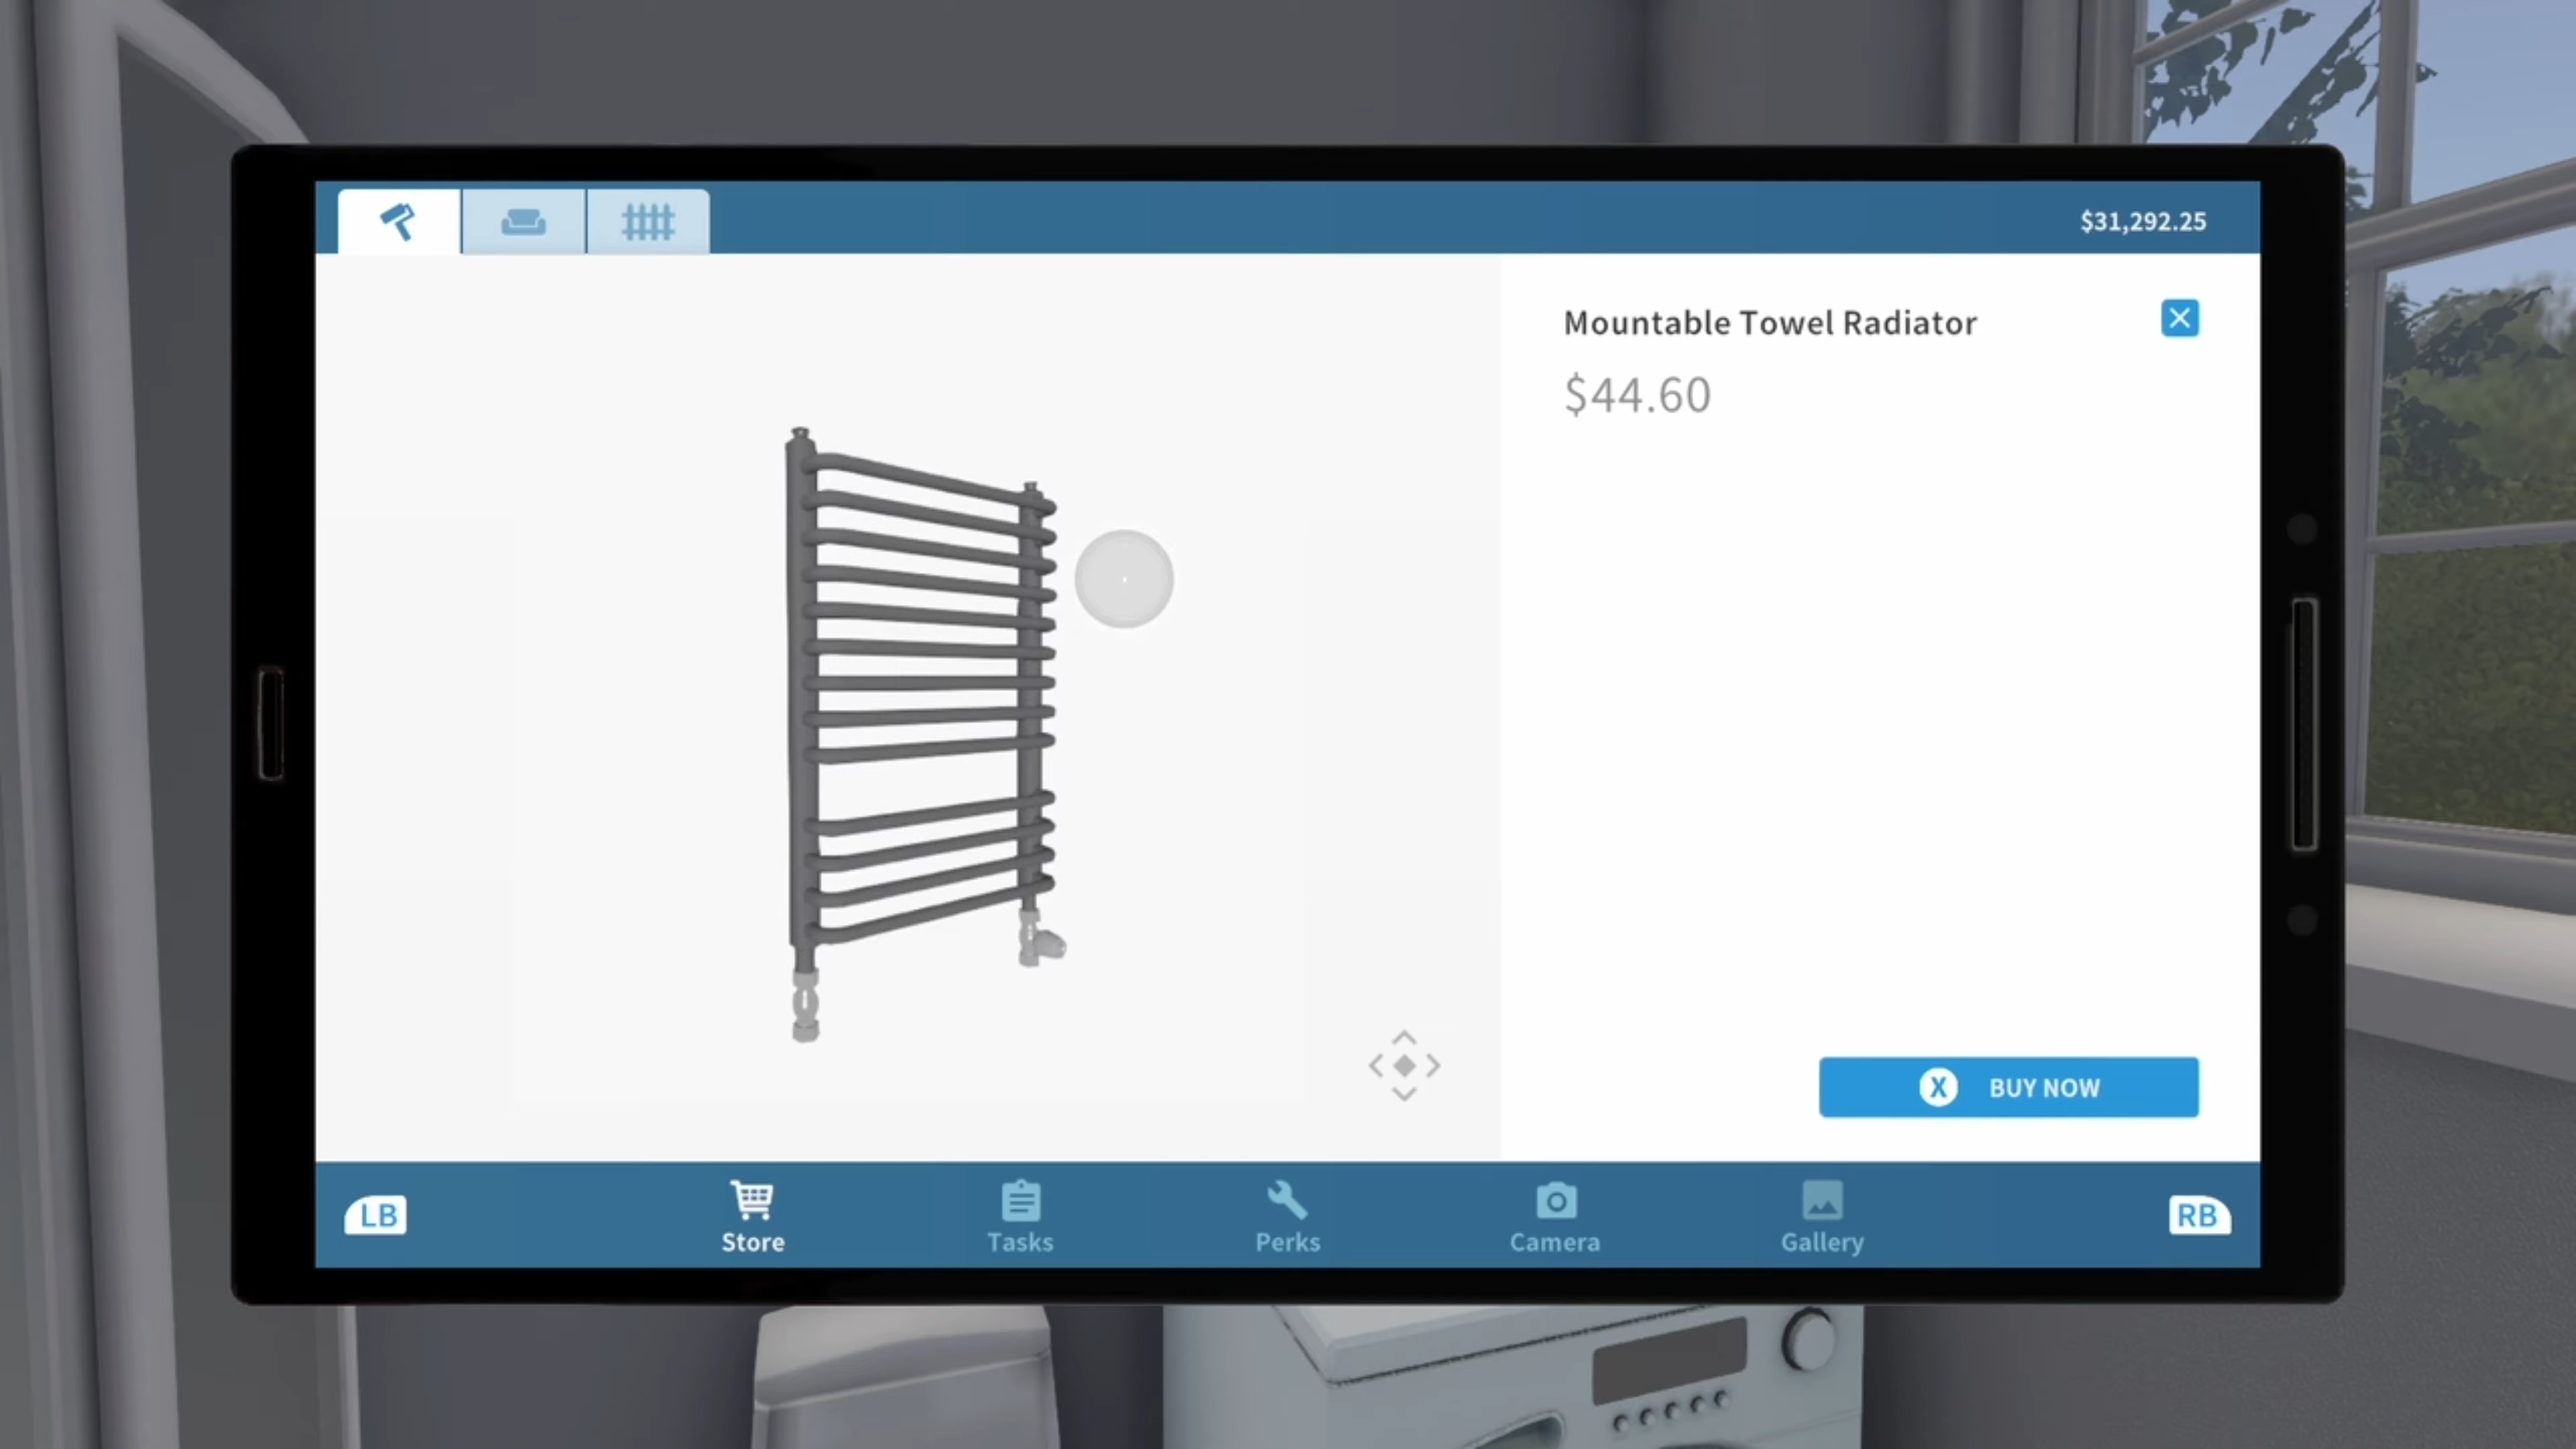 $31,292.25
Mountable Towel Radiator
$44.60
X BUY NOW
LB
Store
Tasks
Perks
Camera
Gallery
RB